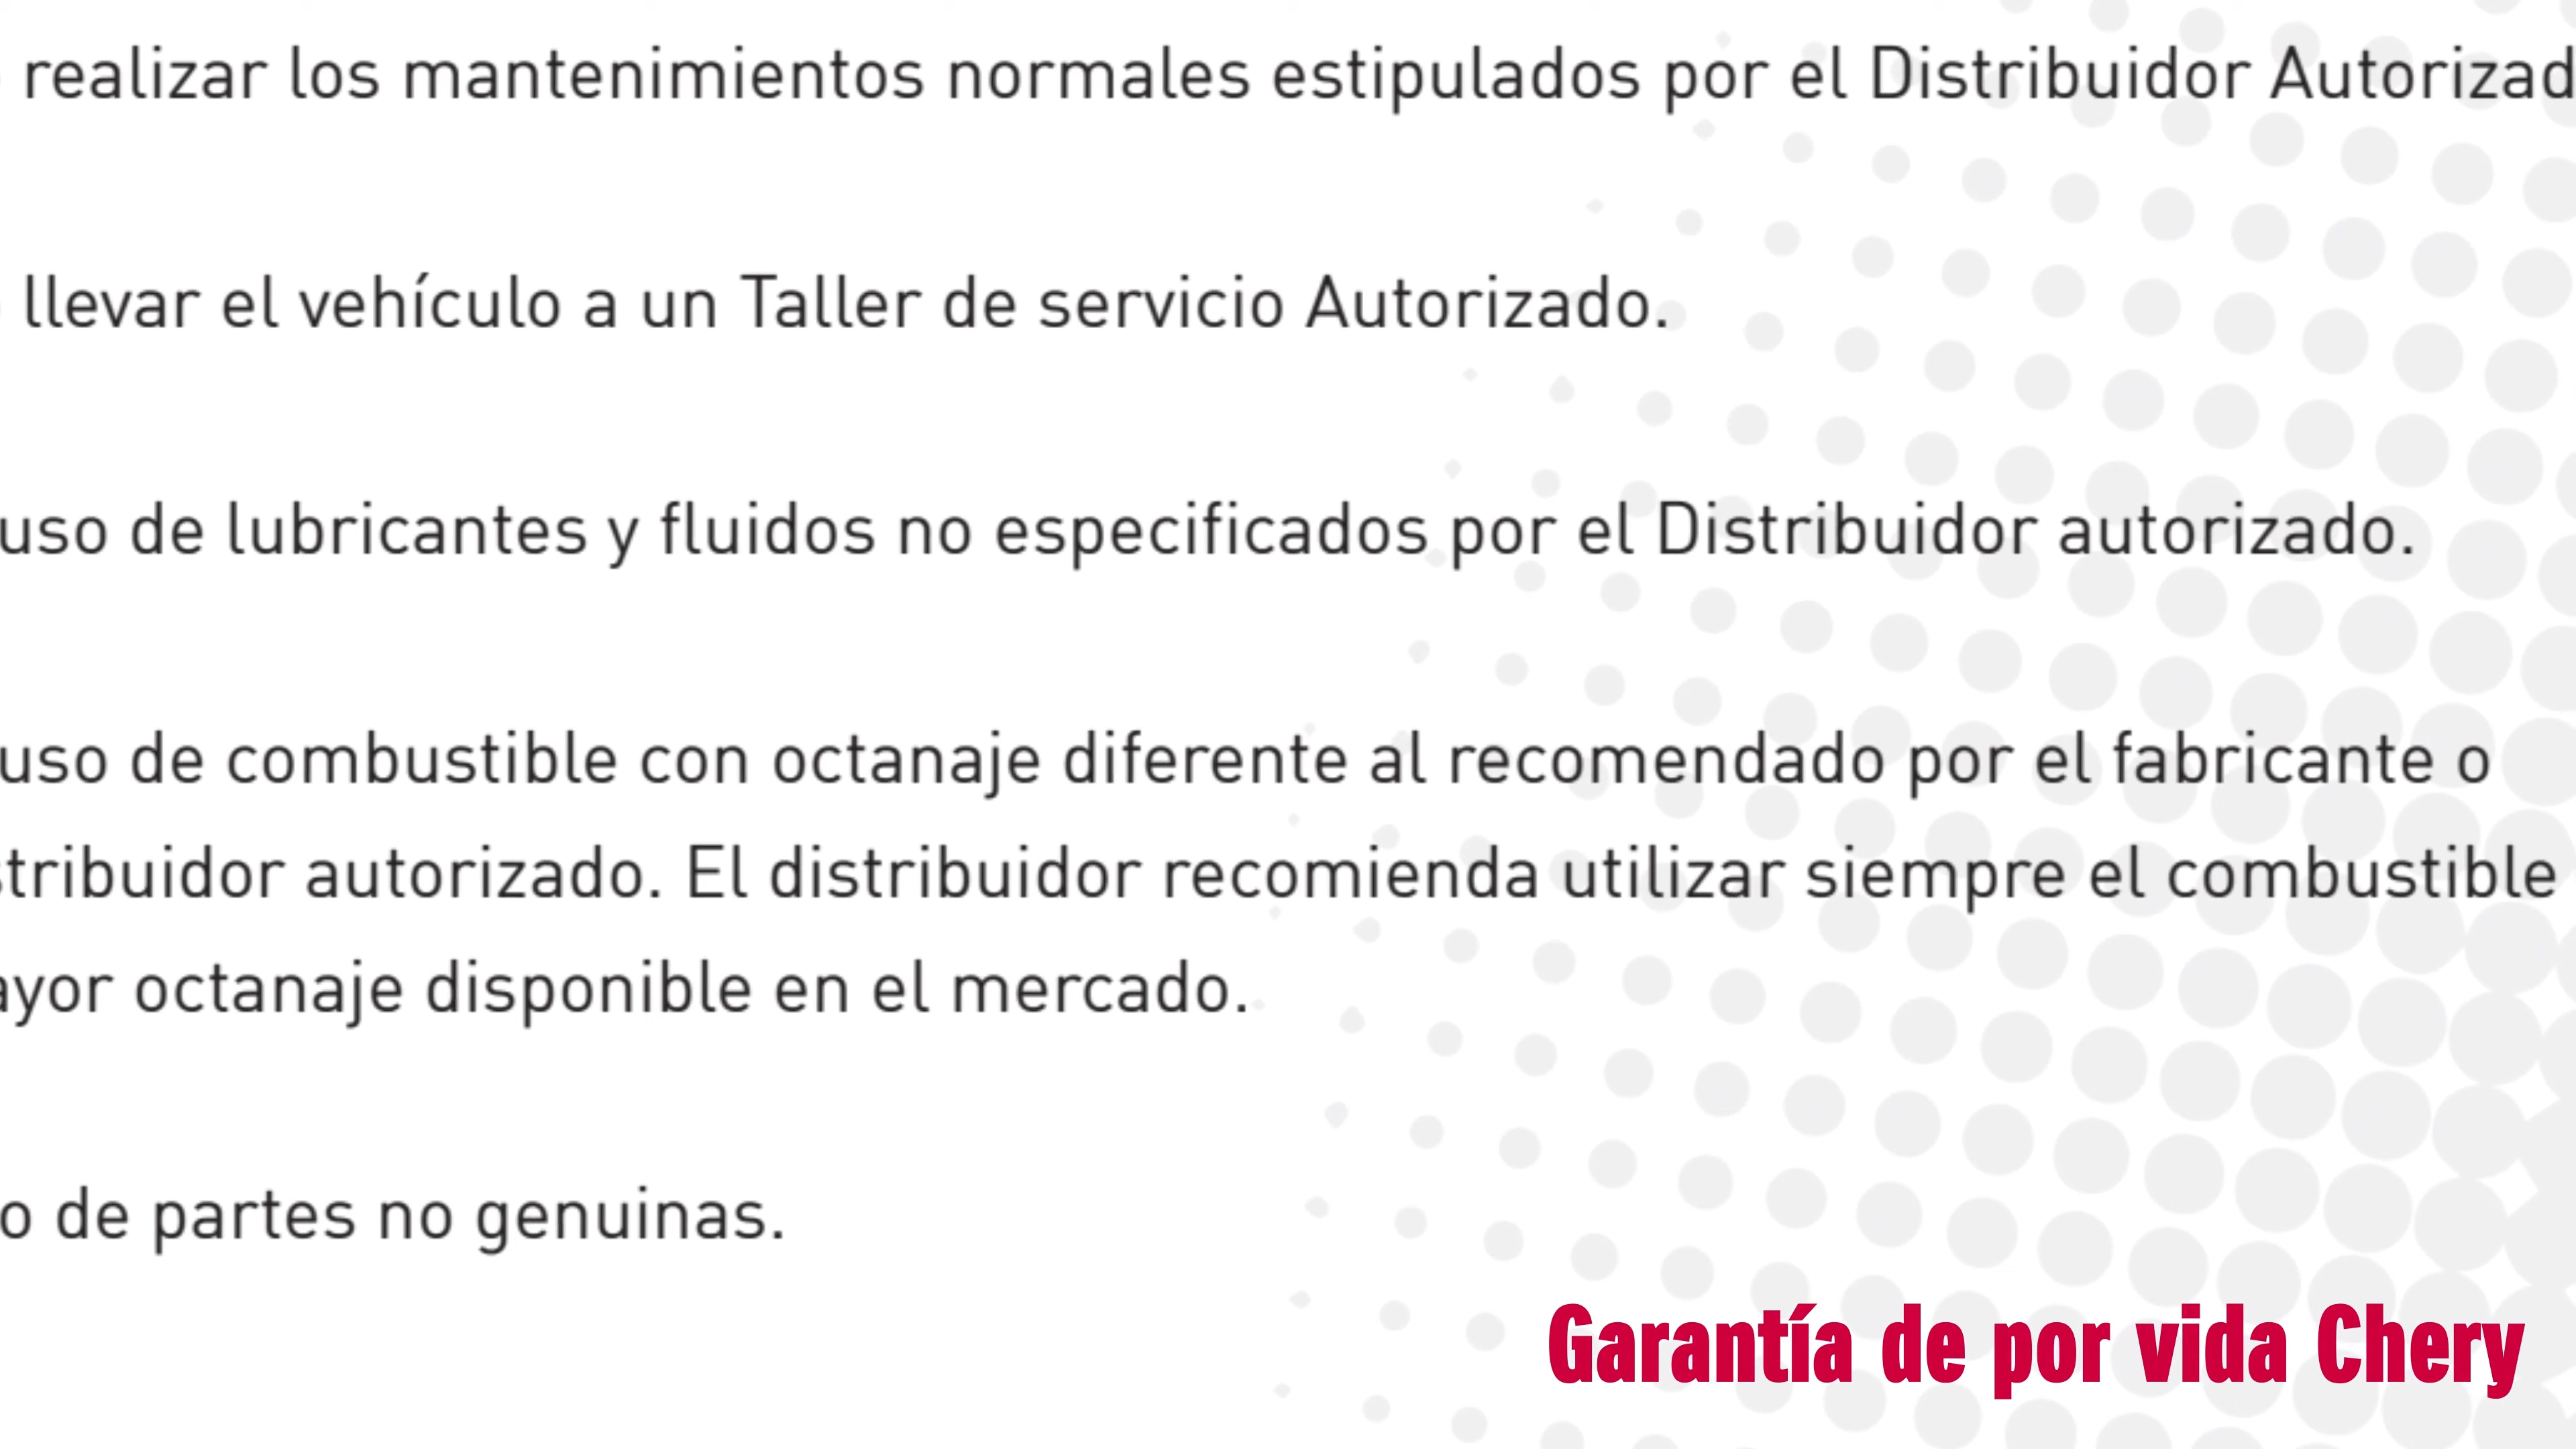 realizar los mantenimientos normales estipulados por el Distribuidor
llevar el vehículo a un Taller de servicio Autorizado.
uso de lubricantes y fluidos no especificados por el Distribuidor autorizado.
uso de combustible con octanaje diferente al recomendado por el fabricante o
autorizado. El distribuidor recomienda utilizar siempre el combustible
octanaje disponible en el mercado.
de partes no genuinas.
Garantía de por vida Chery